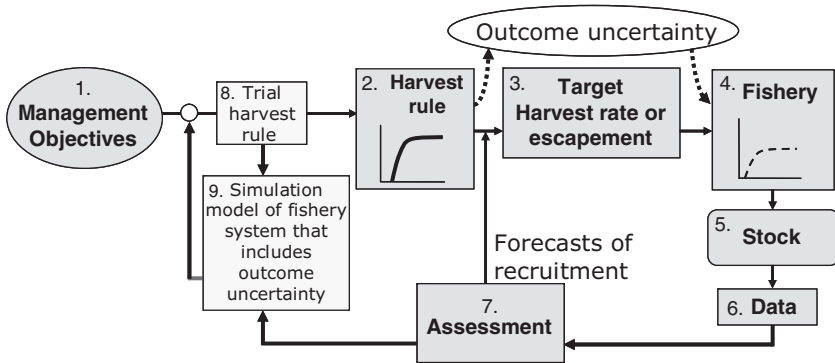 Outcome uncertainty
1.
Management
Objectives
8. Trial
harvest
rule
2. Harvest
rule
3. Target
Harvest rate or
escapement
4. Fishery
9. Simulation
model of fishery
system that
includes
outcome
uncertainty
Forecasts of
recruitment
5. Stock
6. Data
7.
Assessment